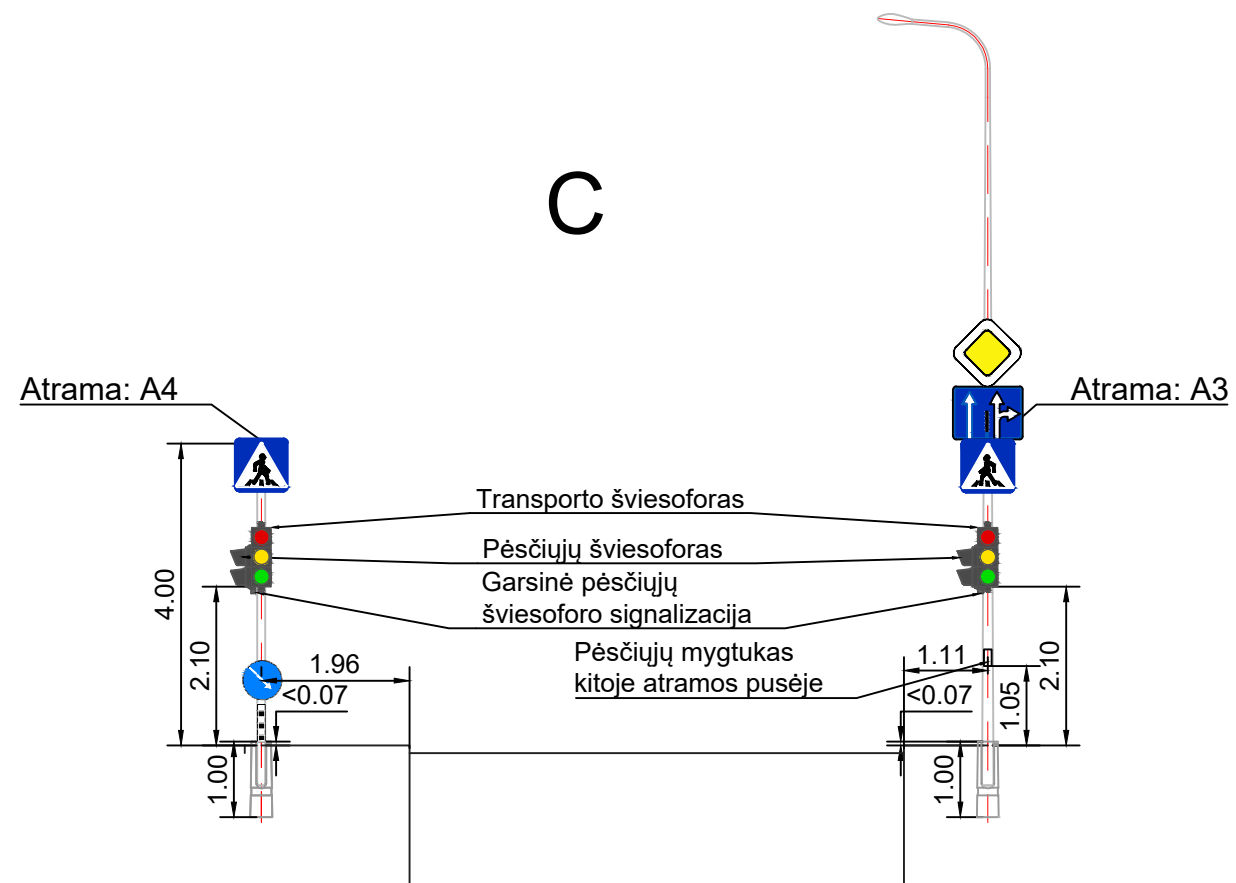 C
Atrama: A4
Atrama: A3
Transporto šviesoforas
Pėsčiųjų šviesoforas
Garsinė pėsčiųjų
šviesoforo signalizacija
Pėsčiųjų mygtukas
kitoje atramos pusėje
4.00
2.10
1.96
<0.07
1.00
1.11
<0.07
1.05
2.10
1.00